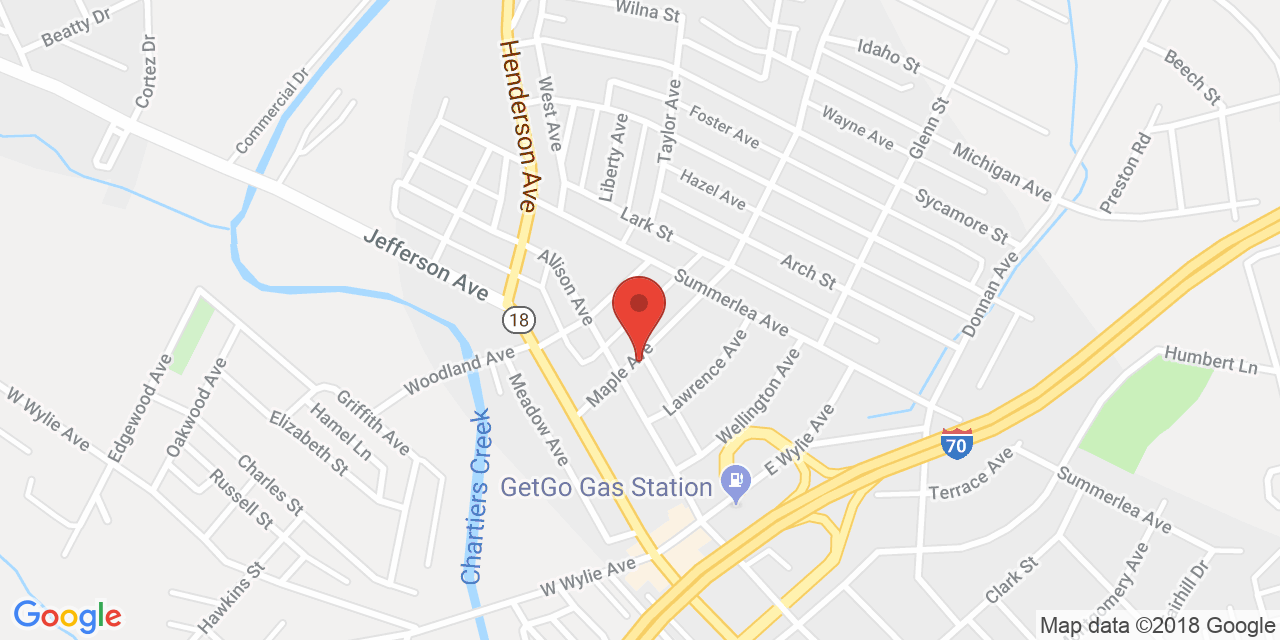 Beatty Dr
Cortez Dr
Commercial Dr
Henderson Ave
West Ave
Wilna St
Idaho St
Beech St
Liberty Ave
Taylor Ave
Foster Ave
Wayne Ave
Glenn St
Michigan Ave
Preston Rd
Hazel Ave
Sycamore St
Lark St
Jefferson Ave
Allison Ave
Arch St
Summerlea Ave
Donnan Ave
18
Woodland Ave
Maple Ave
Lawrence Ave
Wellington Ave
Humbert Ln
W Wylie Ave
Edgewood Ave
Oakwood Ave
Elizabeth St
Hamel Ln
Griffith Ave
Meadow Ave
E Wylie Ave
70
Charles St
Russell St
Chartiers Creek
GetGo Gas Station
Terrace Ave
Summerlea Ave
Hawkins St
W Wylie Ave
Clark St
Google
Map data ©2018 Google